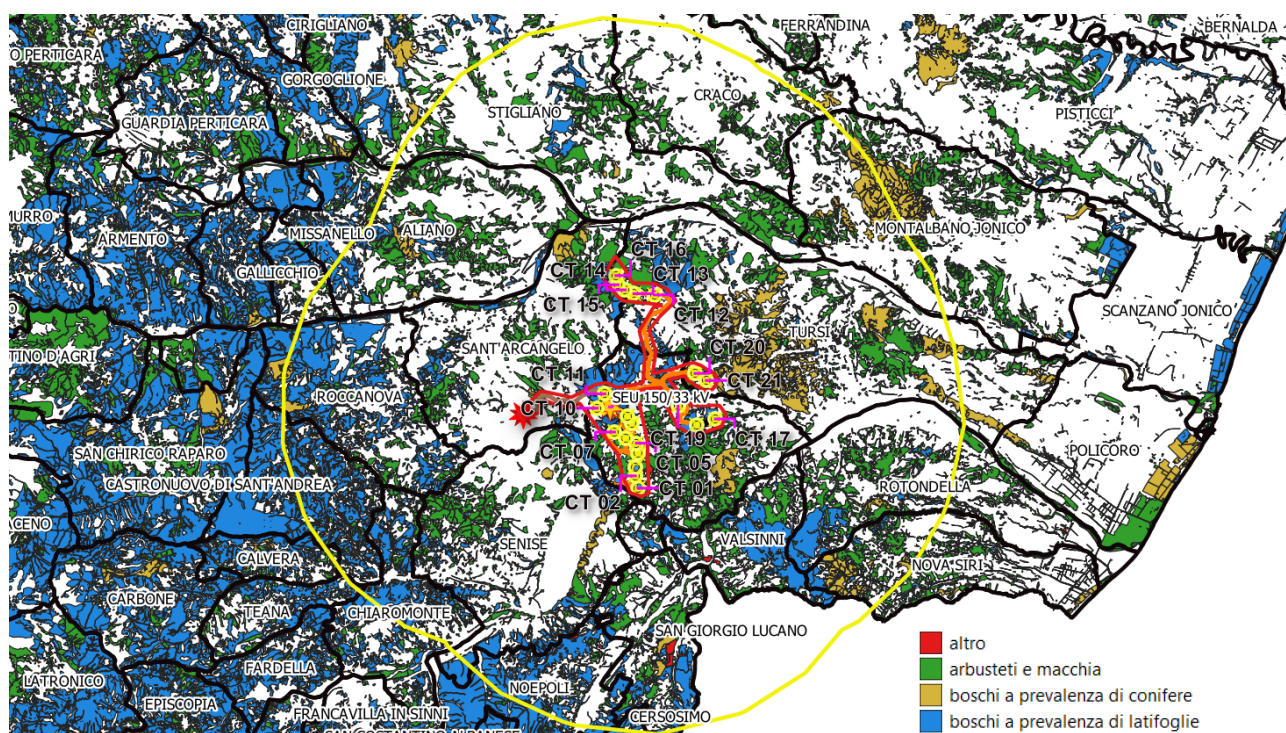 CIRIGLIANO
FERRANDINA
BERNALDA
O PERTICARA
GORGOGLIONE
CRACO
STIGLIANO
PISTICCI
GUARDIA PERTICARA
MURRO
ARMENTO
MISSANELLO
ALIANO
MONTALBANO JONICO
GALLICCHIO
CT 16
CT 14
CT 13
CT 15
CT 12
SCANZANO JONICO
TURSI
TINO D'AGRI
SANT'ARCANGELO
CT 20
CT 11
CT 21
ROCCANOVA
SEU 150/33 kV
CT 10
CT 19
CT 17
CT 07
POLICORO
SAN CHIRICO RAPARO
CT 05
CASTRONUOVO DI SANT'ANDREA
CT 01
ROTONDELLA
CT 02
ACENO
SENISE
VALSINNI
CALVERA
NOVA SIRI
CARBONE
TEANA
CHIAROMONTE
SAN GIORGIO LUCANO
altro
FARDELLA
arbusteti e macchia
LATRONICO
NOEPOLI
boschi a prevalenza di conifere
EPISCOPIA
FRANCAVILLA IN SINNI
CERSOSIMO
boschi a prevalenza di latifoglie
SAN COSTANTINO ALBANESE